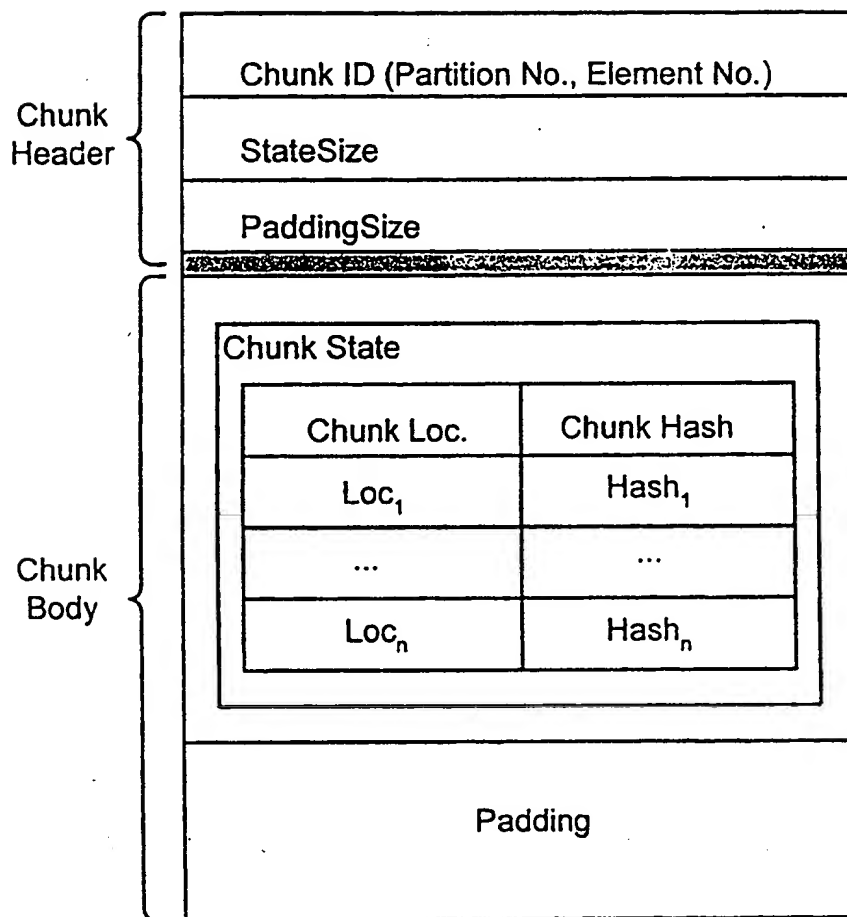 Chunk Header
Chunk ID (Partition No., Element No.)
StateSize
PaddingSize
Chunk Body
Chunk State
Chunk Loc. Chunk Hash
Loc₁ Hash₁
... ...
Locₙ Hashₙ
Padding